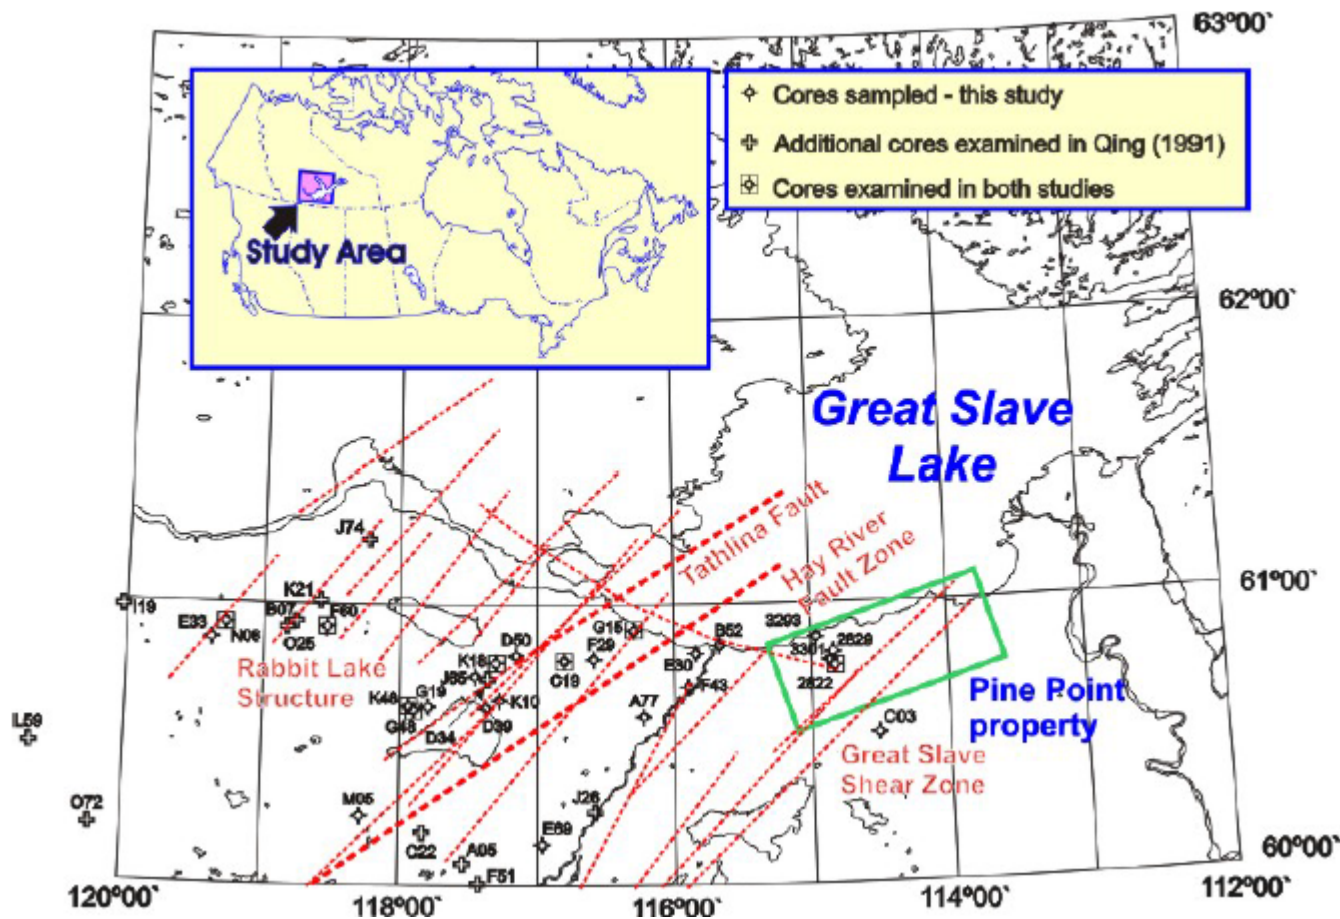 63°00`
Cores sampled - this study
Additional cores examined in Qing (1991)
Cores examined in both studies
Study Area
62°00`
Great Slave
Lake
Tathlina Fault
Hay River
Fault Zone
J74
61°00`
K21
I19
E33
N06
B07
F60
O25
Rabbit Lake
Structure
D50
K18
J65
G15
F29
C19
B52
E30
F43
3293
2829
3301
2822
K46
G19
G48
D34
K10
D39
A77
Pine Point
property
C03
Great Slave
Shear Zone
IL59
O72
M05
J26
E69
C22
A05
F51
60°00`
120°00`
118°00`
116°00`
114°00`
112°00`